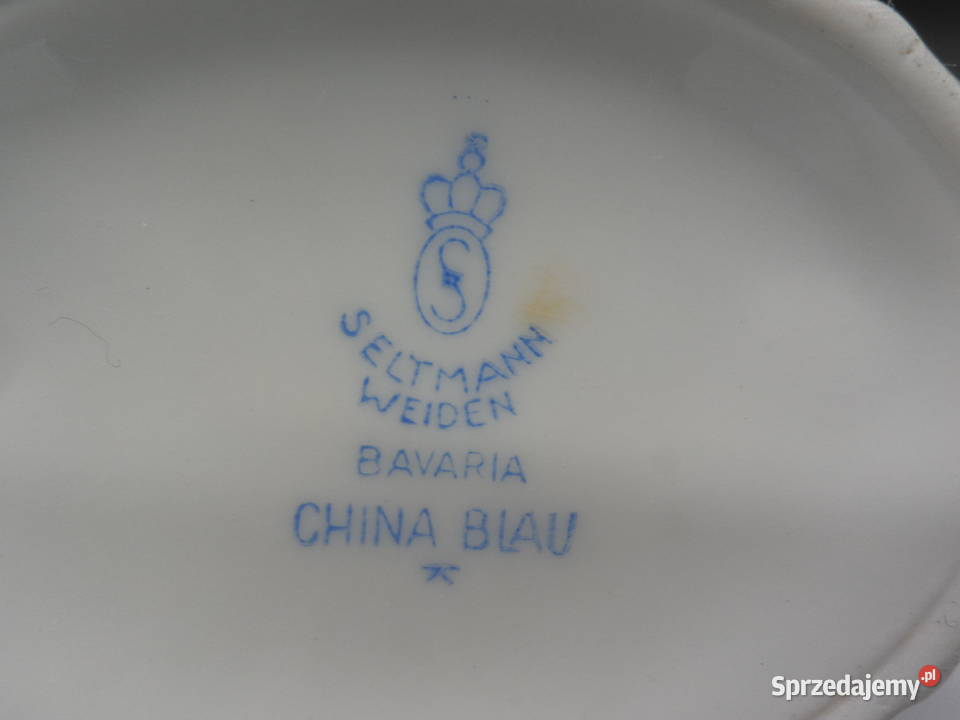 S
SELTMANN
WEIDEN
BAVARIA
CHINA BLAU
Sprzedajemy.pl